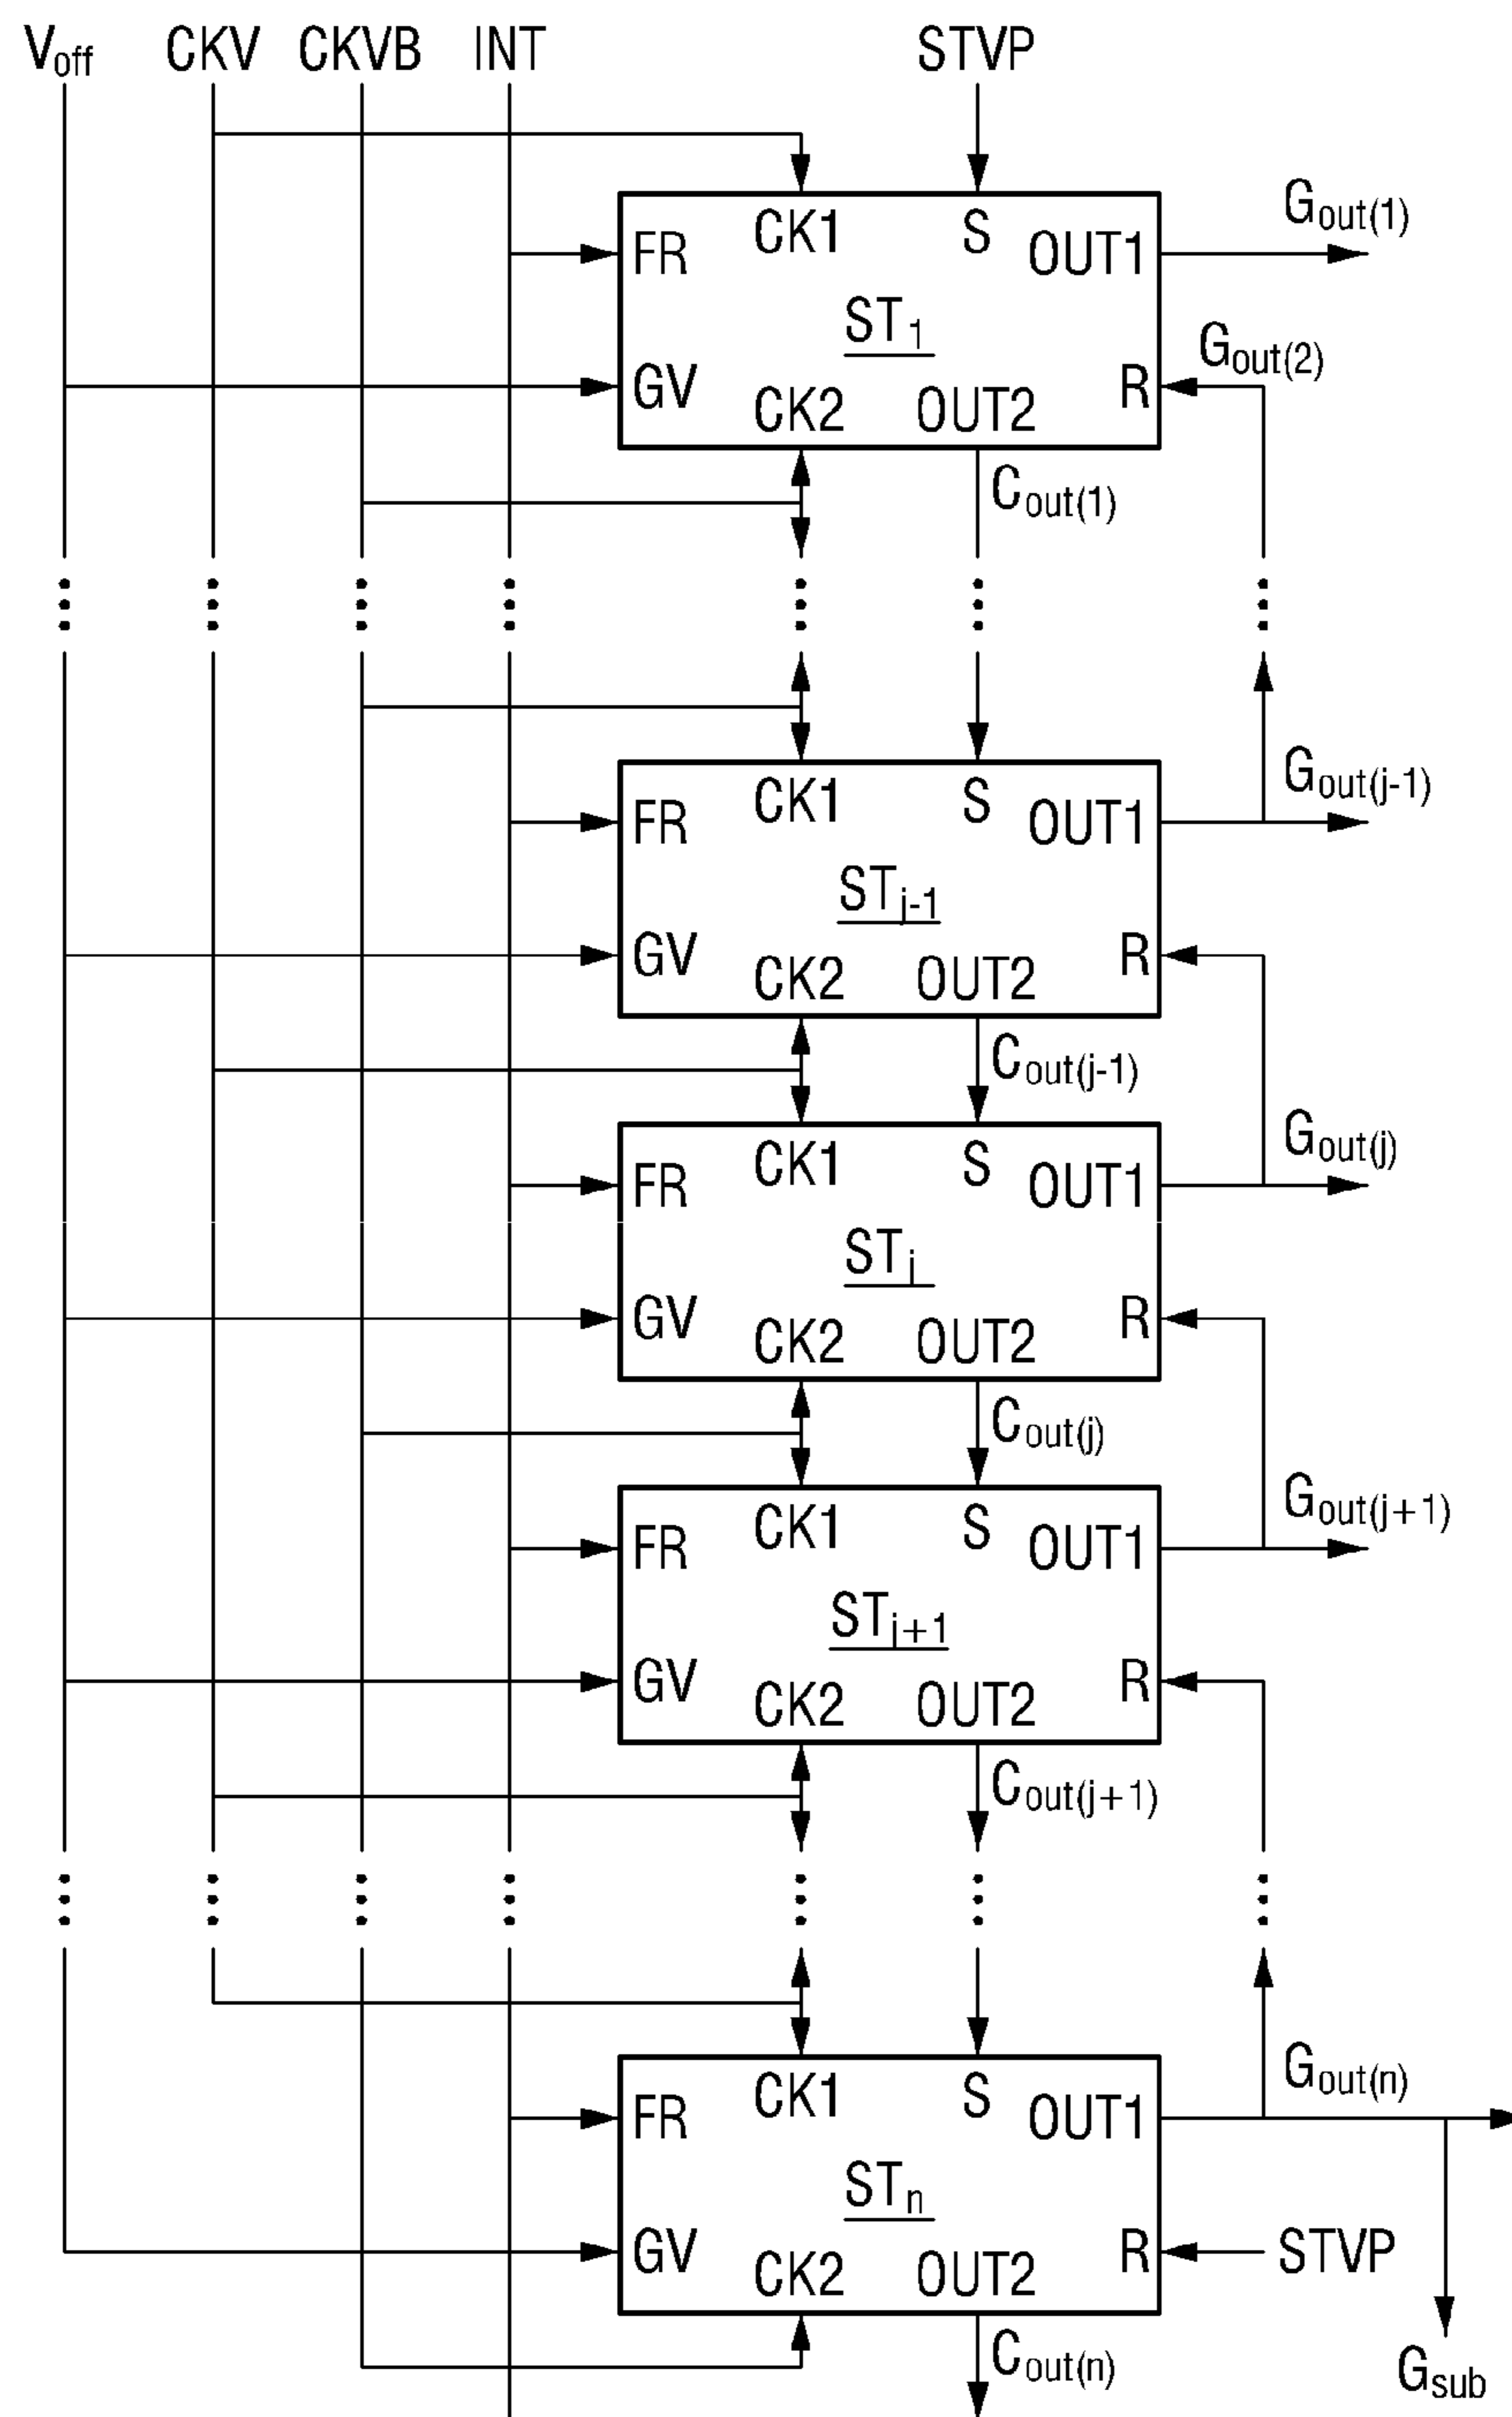 Voff CKV CKVB INT STVP
CK1 S
FR OUT1 Gout(1)
ST1
GV R Gout(2)
CK2 OUT2
Cout(1)
CK1 S
FR OUT1 Gout(j-1)
STj-1
GV R
CK2 OUT2
Cout(j-1)
CK1 S
FR OUT1 Gout(j)
STj
GV R
CK2 OUT2
Cout(j)
CK1 S
FR OUT1 Gout(j+1)
STj+1
GV R
CK2 OUT2
Cout(j+1)
CK1 S
FR OUT1 Gout(n)
STn
GV R STVP
CK2 OUT2
Cout(n)
Gsub